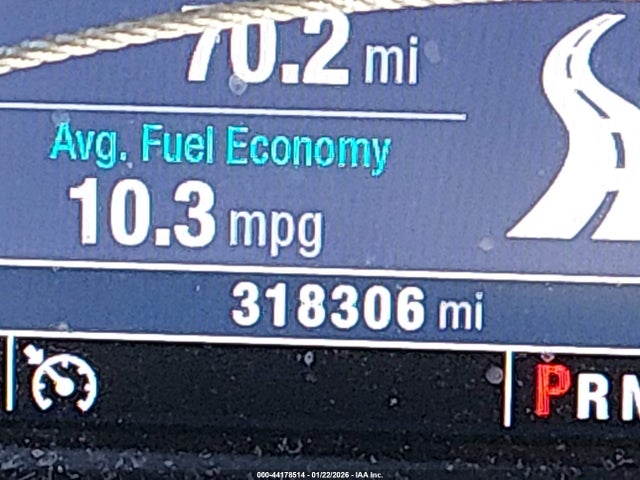 70.2 mi
Avg. Fuel Economy
10.3 mpg
318306 mi
PRN
000-44178514 - 01/22/2026 - IAA Inc.